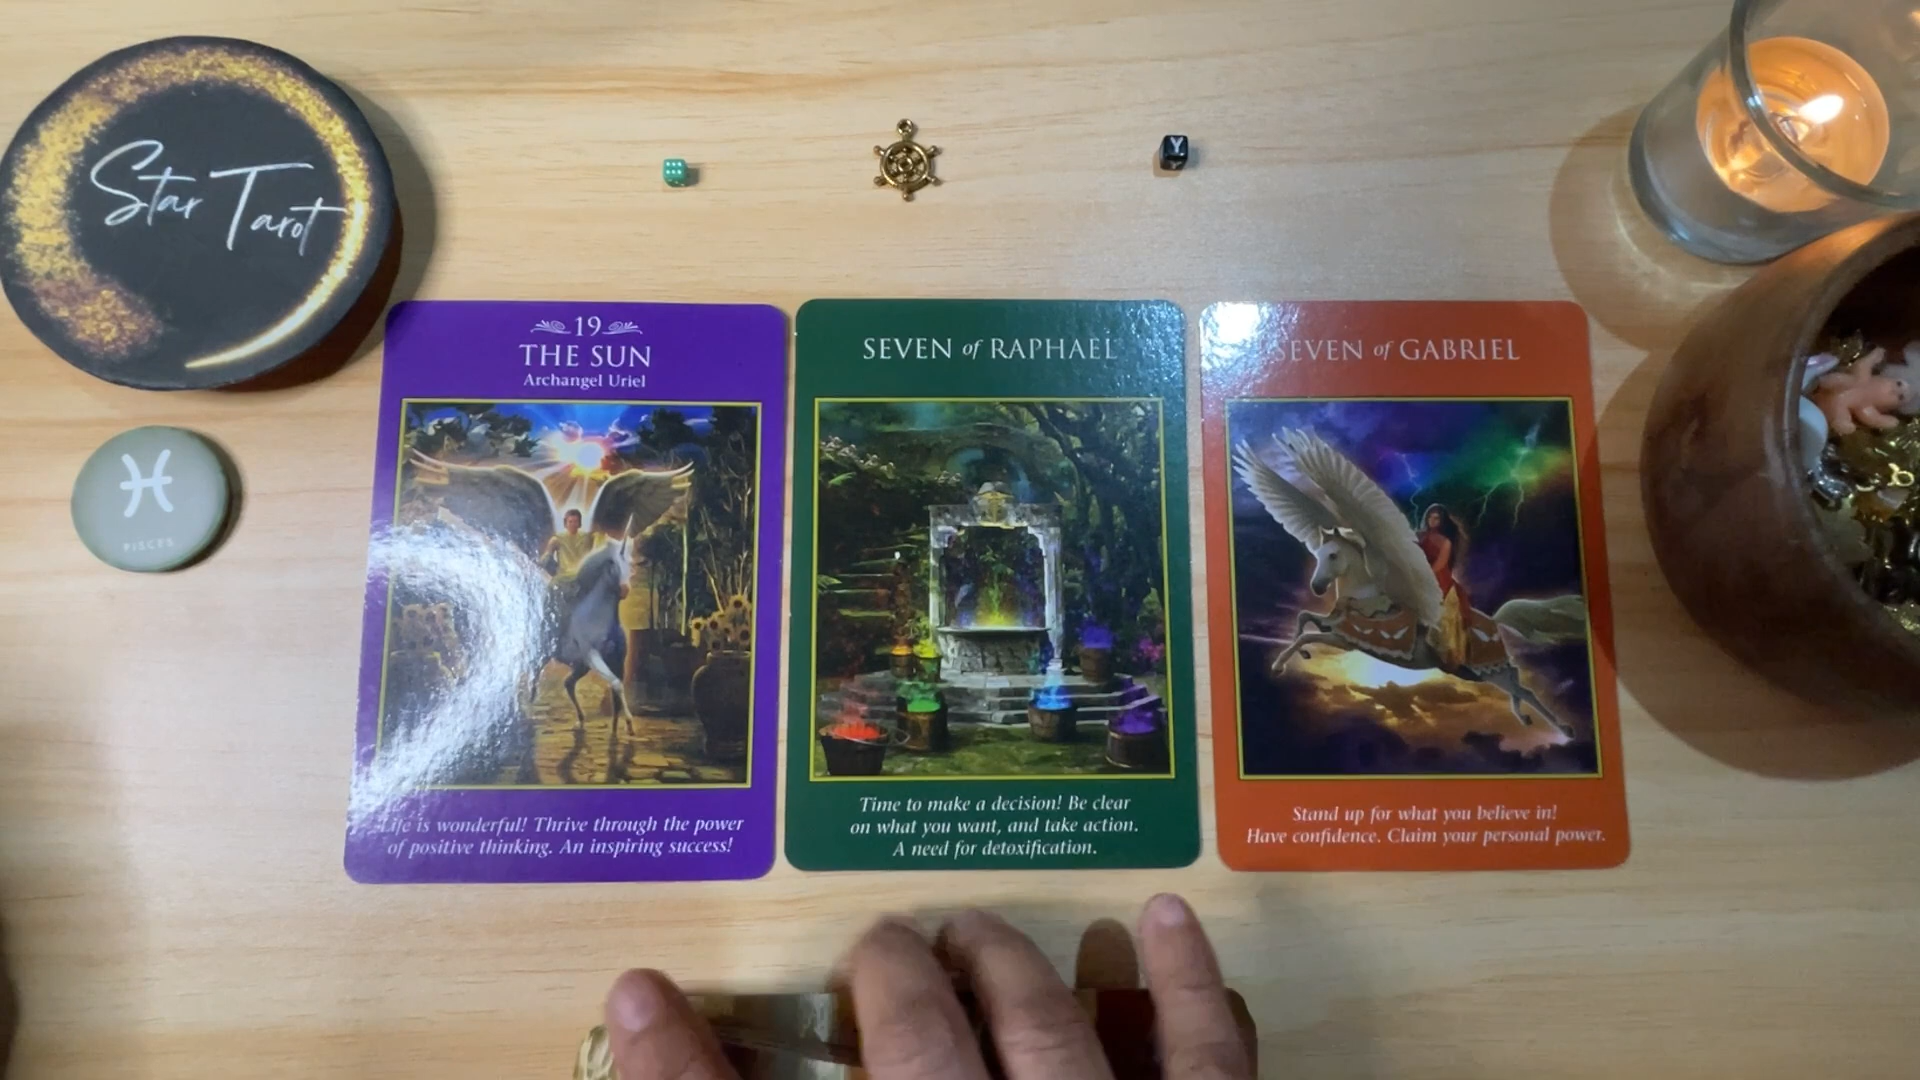 Star Tarot
Y
PISCES
19
THE SUN
Archangel Uriel
Life is wonderful! Thrive through the power
of positive thinking. An inspiring success!
SEVEN of RAPHAEL
Time to make a decision! Be clear
on what you want, and take action.
A need for detoxification.
SEVEN of GABRIEL
Stand up for what you believe in!
Have confidence. Claim your personal power.